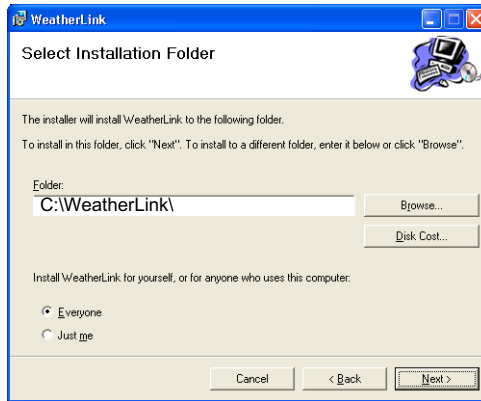 WeatherLink
Select Installation Folder
The installer will install WeatherLink to the following folder.
To install in this folder, click "Next". To install to a different folder, enter it below or click "Browse".
Folder:
C:\WeatherLink\
Browse...
Disk Cost...
Install WeatherLink for yourself, or for anyone who uses this computer:
Everyone
Just me
Cancel
< Back
Next >